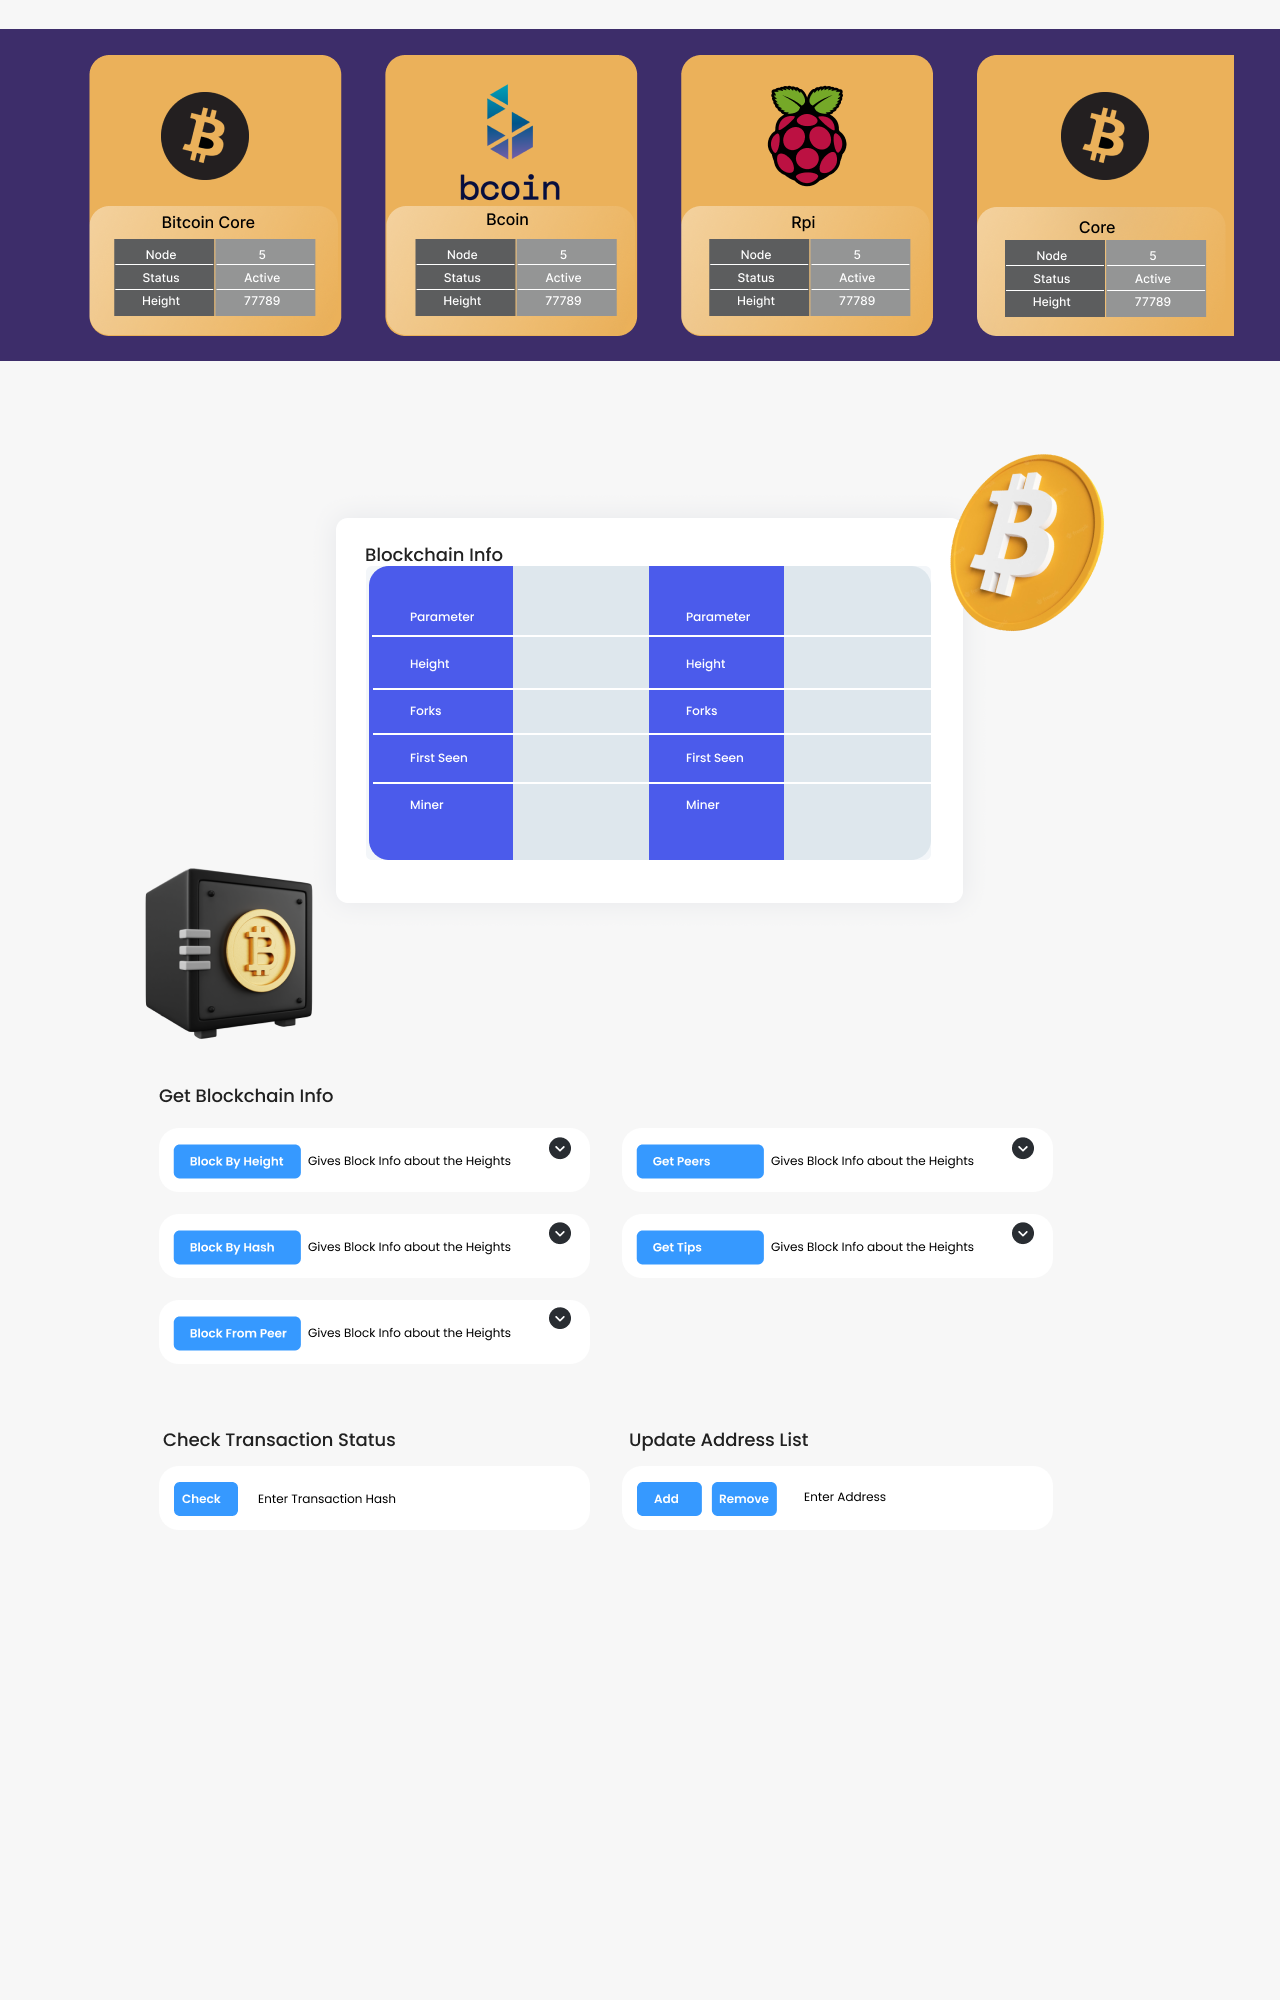 bcoin
Bitcoin Core
Node 5
Status Active
Height 77789
Bcoin
Node 5
Status Active
Height 77789
Rpi
Node 5
Status Active
Height 77789
Core
Node 5
Status Active
Height 77789
Blockchain Info
Parameter Parameter
Height Height
Forks Forks
First Seen First Seen
Miner Miner
Get Blockchain Info
Block By Height Gives Block Info about the Heights
Get Peers Gives Block Info about the Heights
Block By Hash Gives Block Info about the Heights
Get Tips Gives Block Info about the Heights
Block From Peer Gives Block Info about the Heights
Check Transaction Status
Check Enter Transaction Hash
Update Address List
Add Remove Enter Address